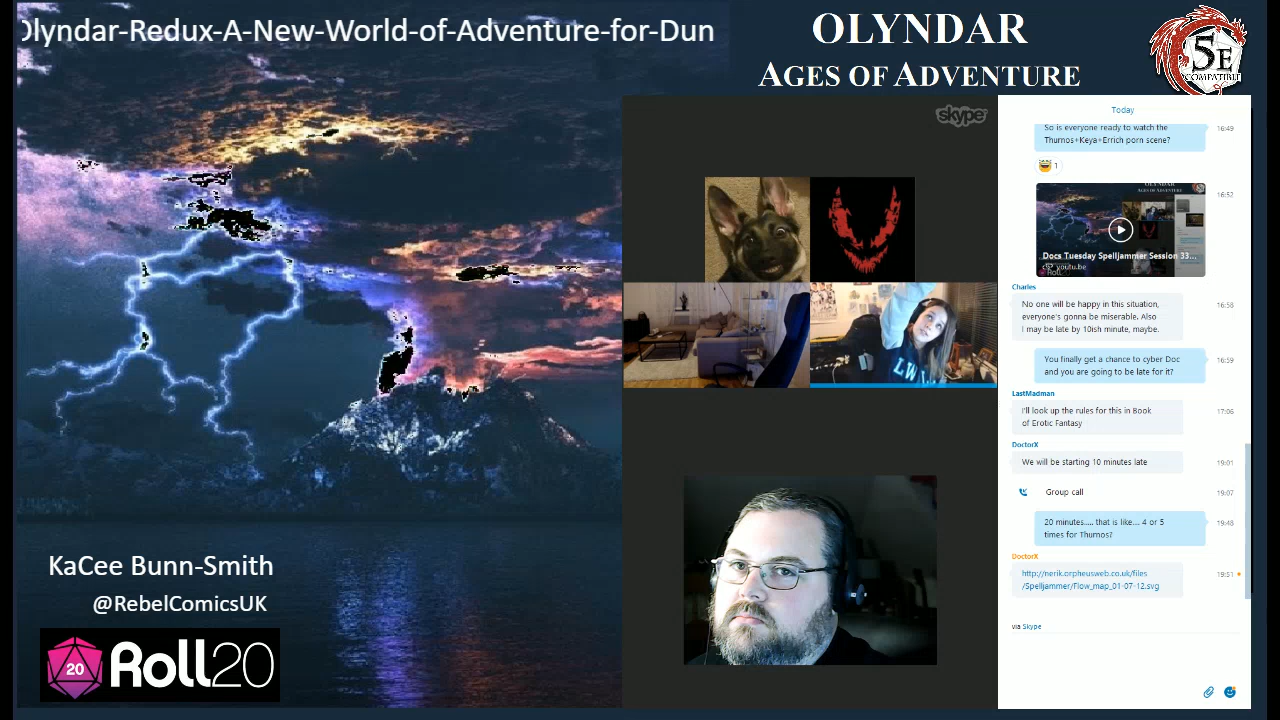 Olyndar-Redux-A-New-World-of-Adventure-for-Dun
OLYNDAR
AGES OF ADVENTURE
5E
COMPATIBLE
skype
Today
So is everyone ready to watch the
Thurnos+Keya+Errich porn scene?
16:49
1
16:52
OLYNDAR
AGES OF ADVENTURE
Docs Tuesday Spelljammer Session 33...
youtu.be
Charles
No one will be happy in this situation,
everyone's gonna be miserable. Also
I may be late by 10ish minute, maybe.
16:58
You finally get a chance to cyber Doc
and you are going to be late for it?
16:59
LastMadman
I'll look up the rules for this in Book
of Erotic Fantasy
17:06
DoctorX
We will be starting 10 minutes late
19:01
Group call
19:07
20 minutes..... that is like.... 4 or 5
times for Thurnos?
19:48
DoctorX
http://nerik.orpheusweb.co.uk/files
/Spelljammer/Flow_map_01-07-12.svg
19:51
via Skype
KaCee Bunn-Smith
@RebelComicsUK
20
Roll20